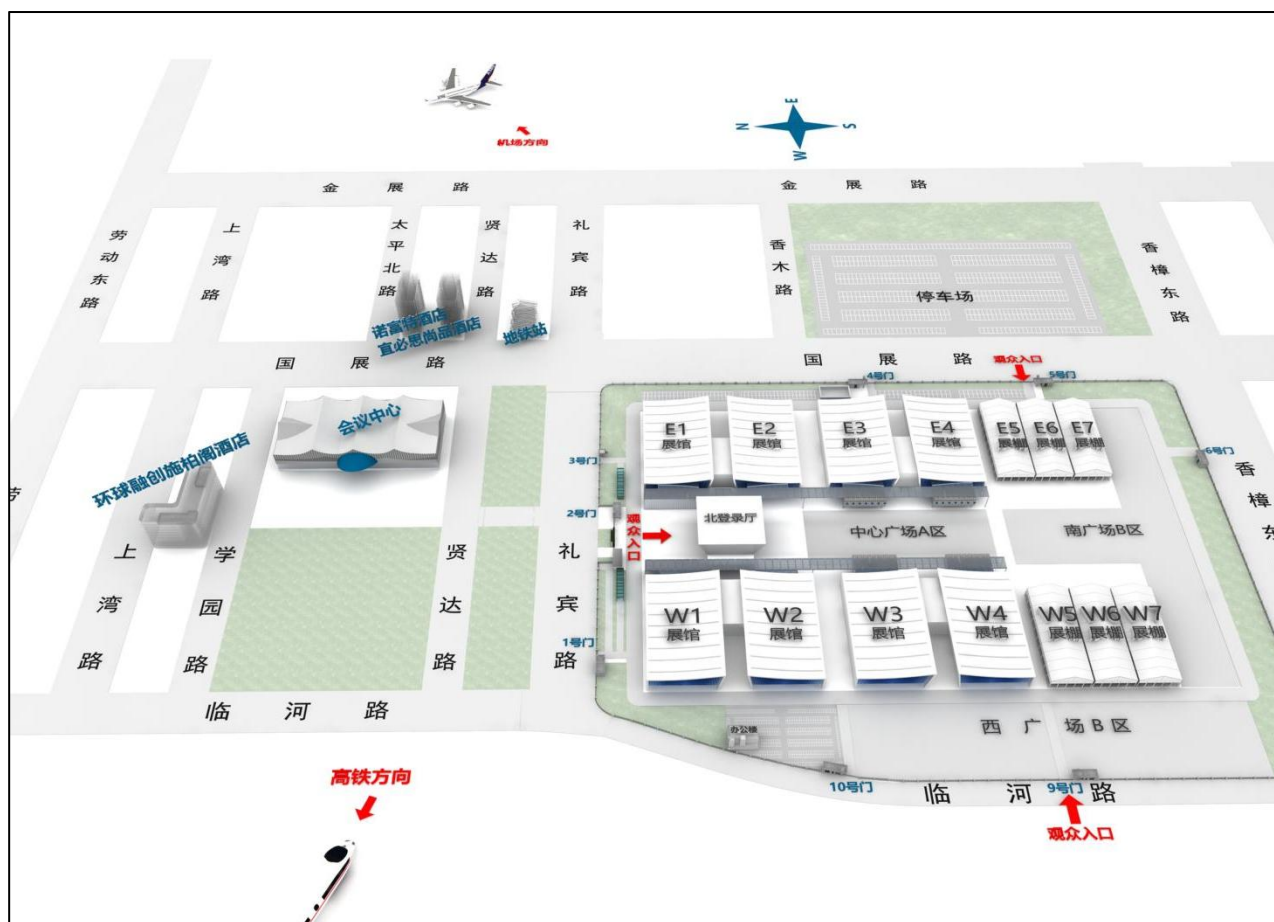 机场方向
E
N
S
W
金展路
金展路
劳动东路
上湾路
太平北路
贤达路
礼宾路
香木路
香樟东路
停车场
诺富特酒店
宜必思尚品酒店
地铁站
国展路
国展路
观众入口
4号门
5号门
会议中心
环球融创施柏阁酒店
E1
展馆
E2
展馆
E3
展馆
E4
展馆
E5
展棚
E6
展棚
E7
展棚
3号门
6号门
香樟东
劳
2号门
观众入口
北登录厅
中心广场A区
南广场B区
上湾路
学园路
贤达路
礼宾路
1号门
W1
展馆
W2
展馆
W3
展馆
W4
展馆
W5
展棚
W6
展棚
W7
展棚
临河路
办公楼
西广场B区
高铁方向
10号门
临河路
9号门
观众入口